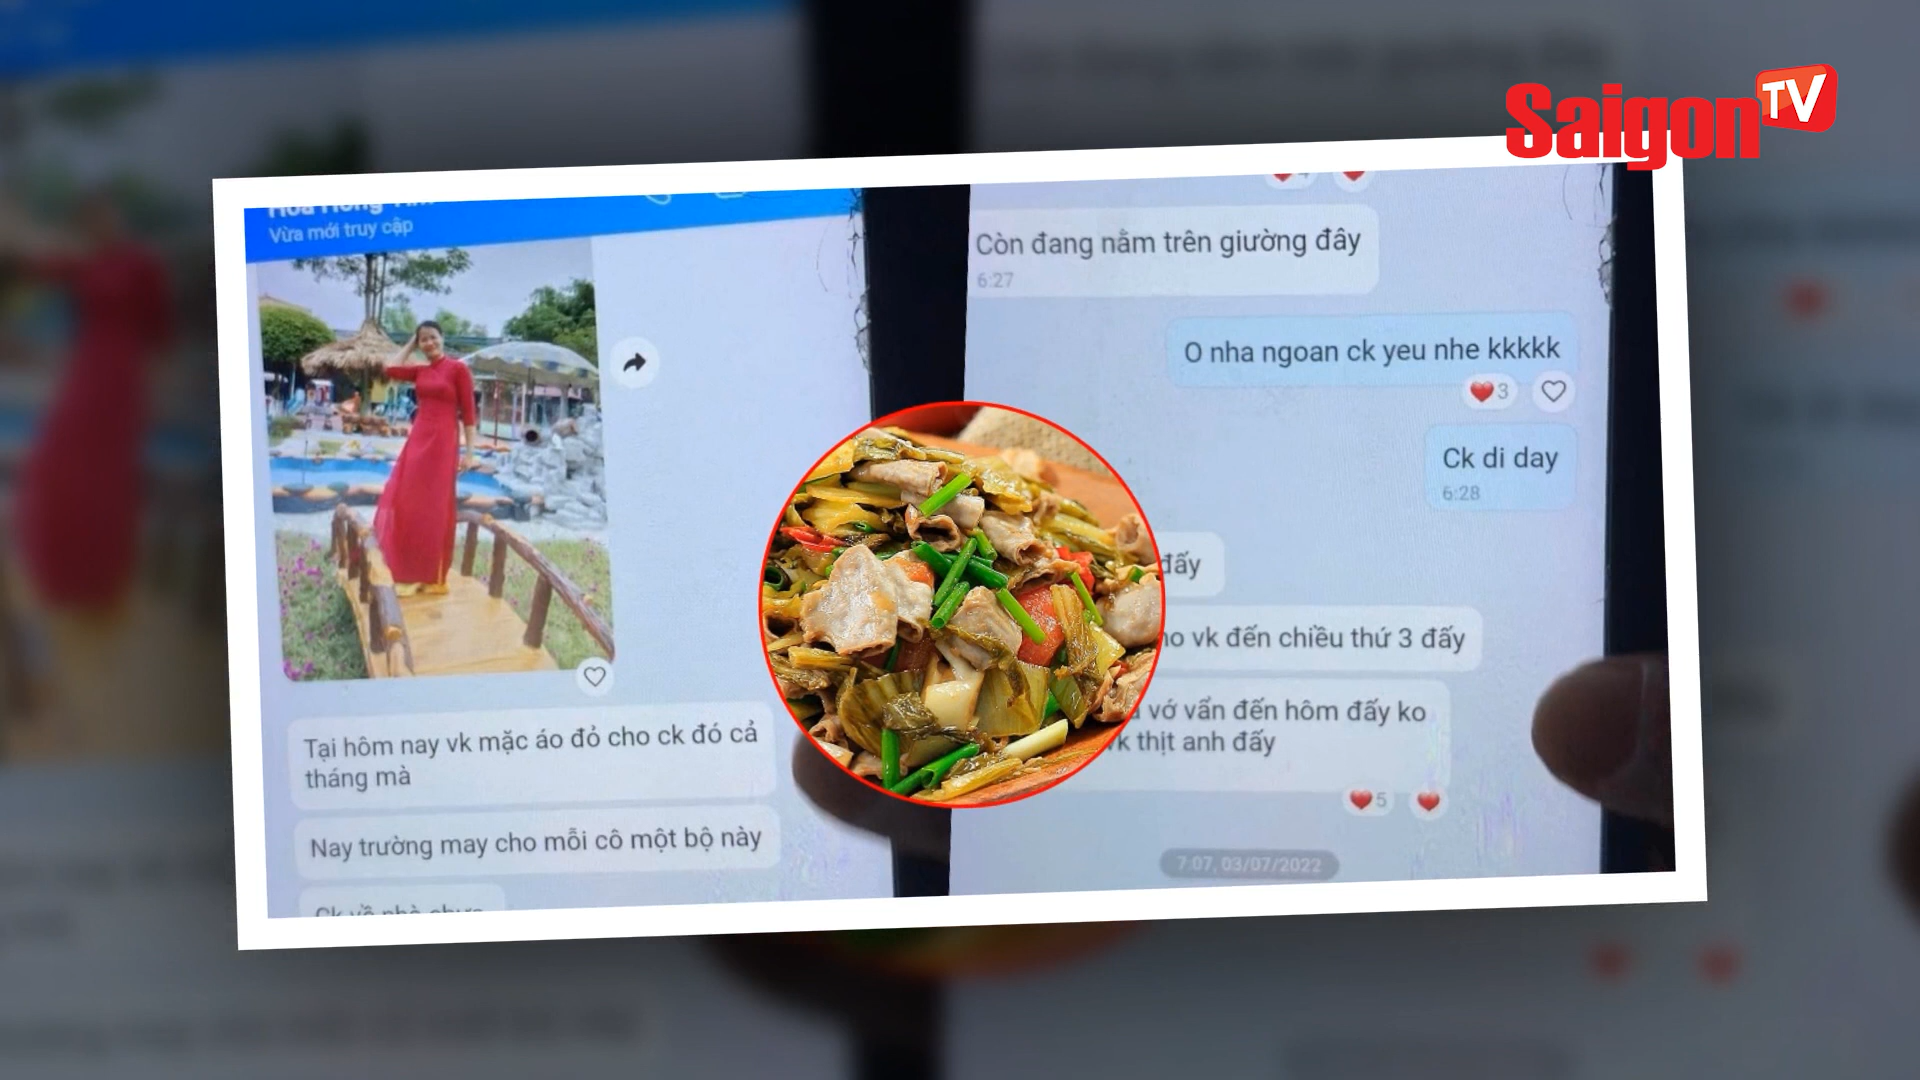 Saigon TV
Vừa mới truy cập
Tại hôm nay vk mặc áo đỏ cho ck đó cả
tháng mà
Nay trường may cho mỗi cô một bộ này
Còn đang nằm trên giường đây
6:27
O nha ngoan ck yeu nhe kkkkk
3
Ck di day
6:28
đấy
vk đến chiều thứ 3 đấy
vớ vẩn đến hôm đấy ko
vk thịt anh đấy
5
7:07, 03/07/2022